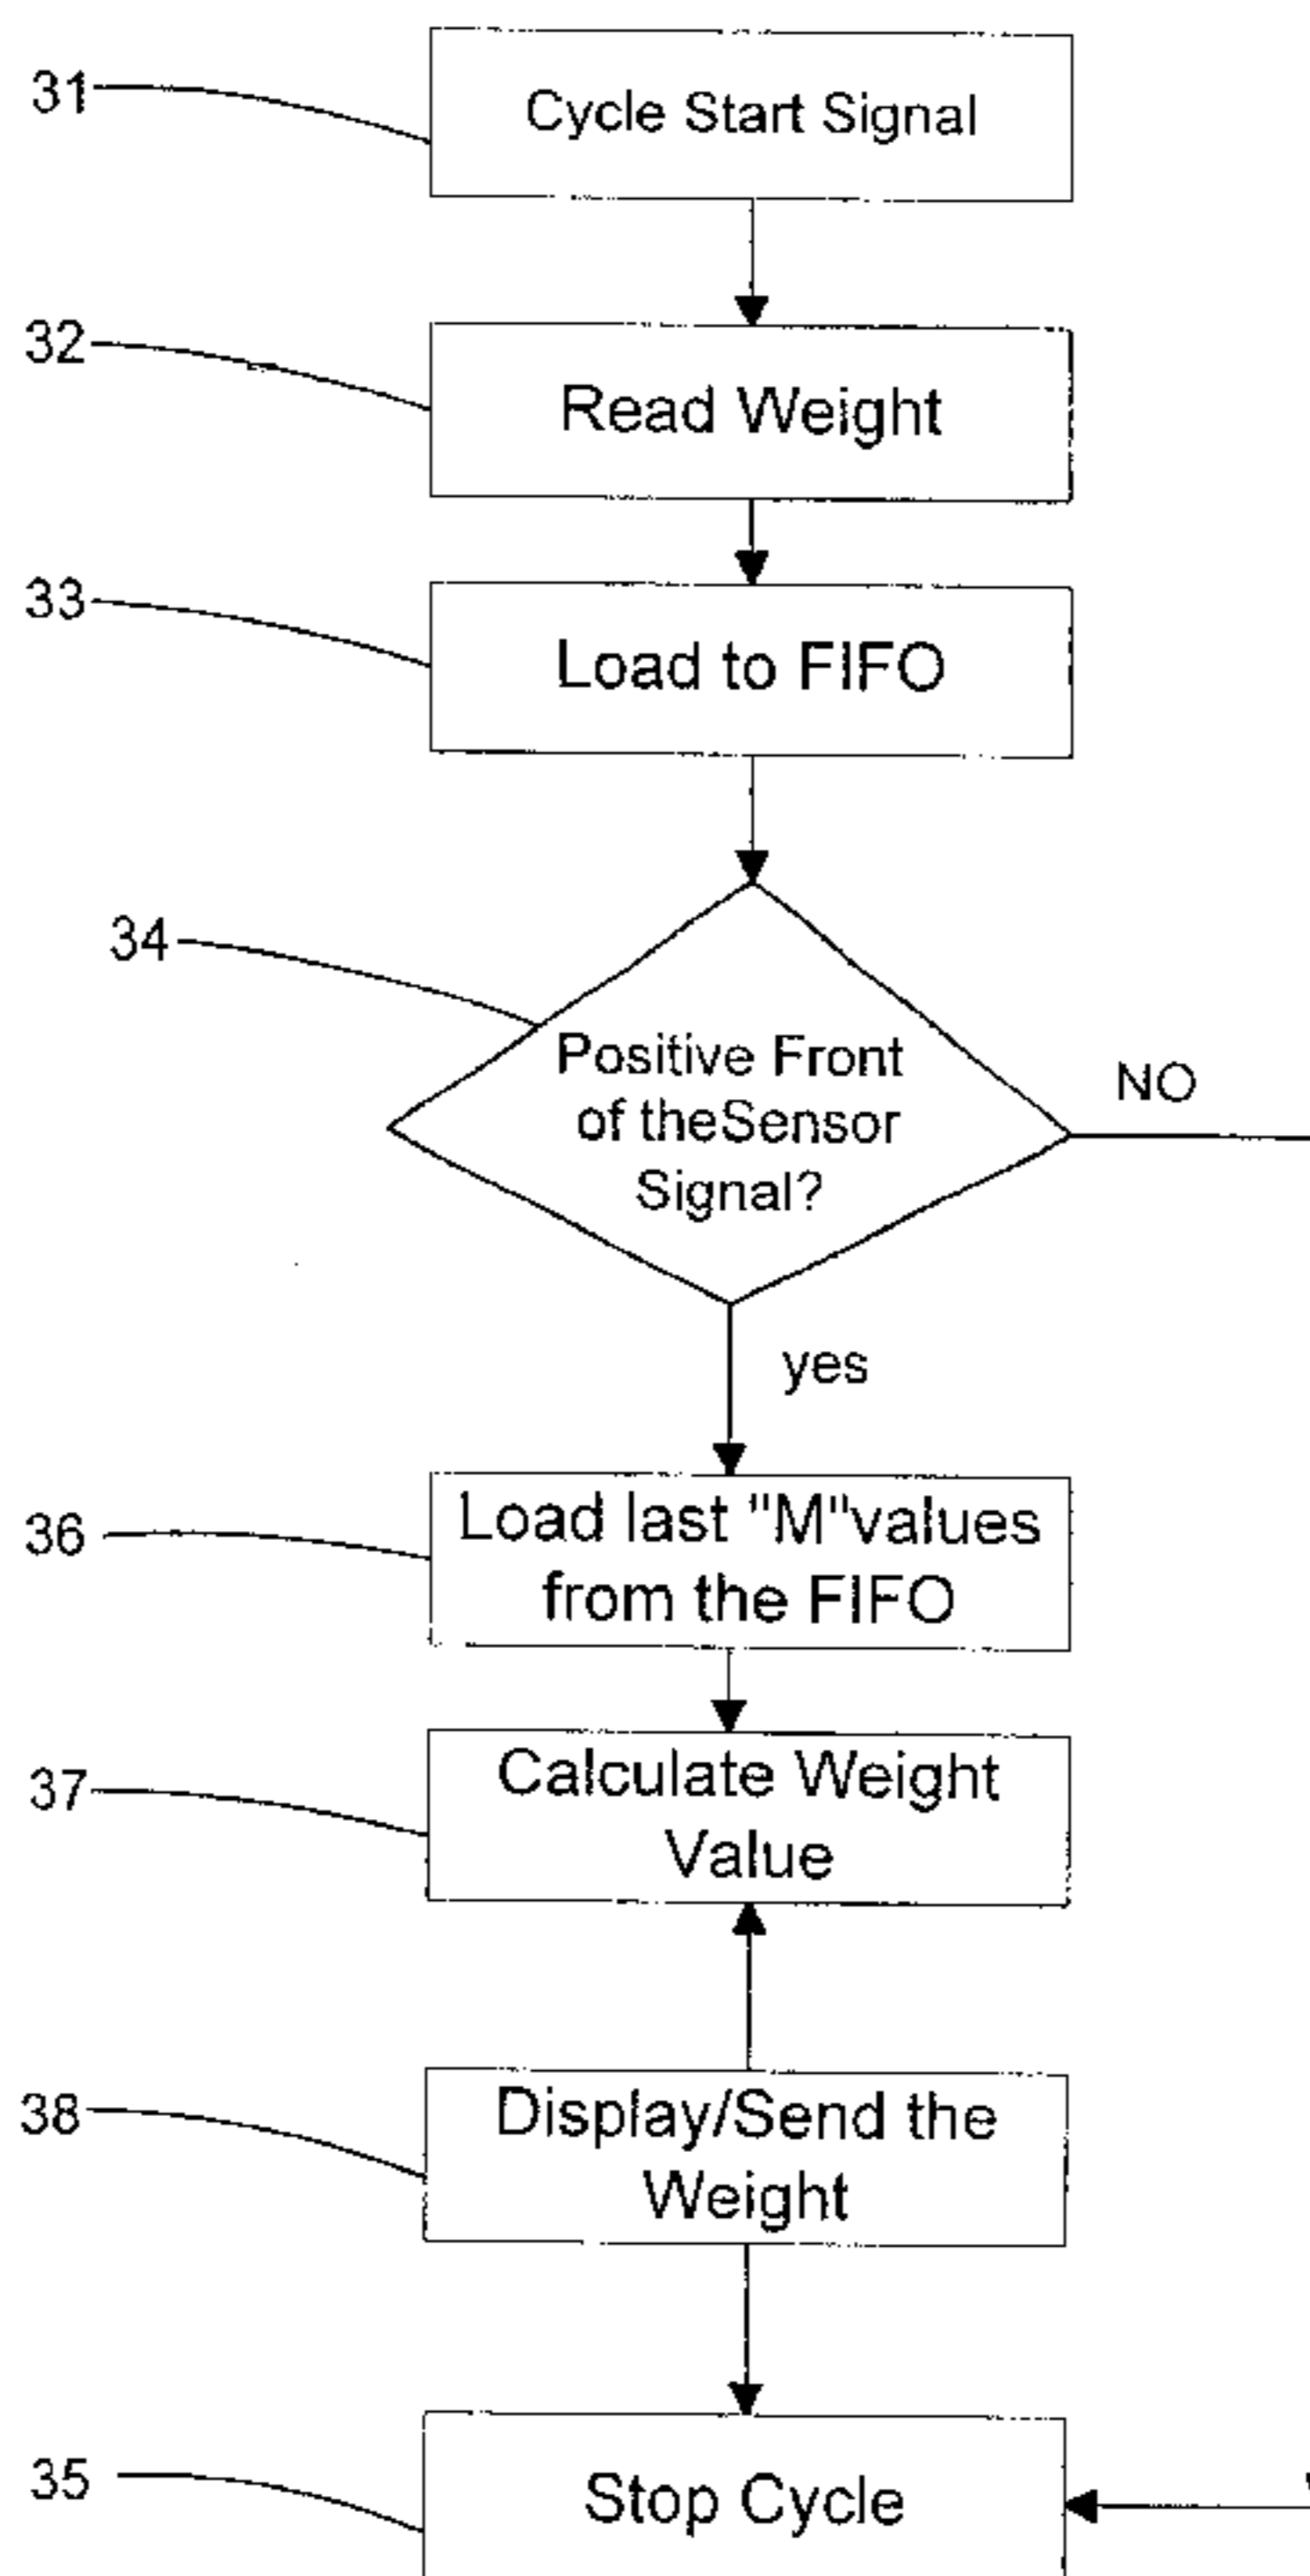 31
Cycle Start Signal
32
Read Weight
33
Load to FIFO
34
Positive Front
of theSensor
Signal?
NO
yes
36
Load last "M"values
from the FIFO
37
Calculate Weight
Value
38
Display/Send the
Weight
35
Stop Cycle